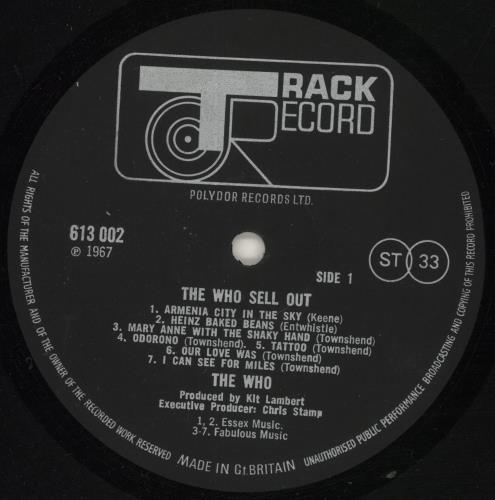 TRACK
RECORD
POLYDOR RECORDS LTD.
613 002
℗ 1967
SIDE 1
ST 33
THE WHO SELL OUT
1. ARMENIA CITY IN THE SKY (Keene)
2. HEINZ BAKED BEANS (Entwhistle)
3. MARY ANNE WITH THE SHAKY HAND (Townshend)
4. ODORONO (Townshend). 5. TATTOO (Townshend)
6. OUR LOVE WAS (Townshend)
7. I CAN SEE FOR MILES (Townshend)
THE WHO
Produced by Kit Lambert
Executive Producer: Chris Stamp
1, 2. Essex Music.
3-7. Fabulous Music
ALL RIGHTS OF THE MANUFACTURER AND OF THE OWNER OF THE RECORDED WORK RESERVED
MADE IN Gt. BRITAIN
UNAUTHORISED PUBLIC PERFORMANCE BROADCASTING AND COPYING OF THIS RECORD PROHIBITED